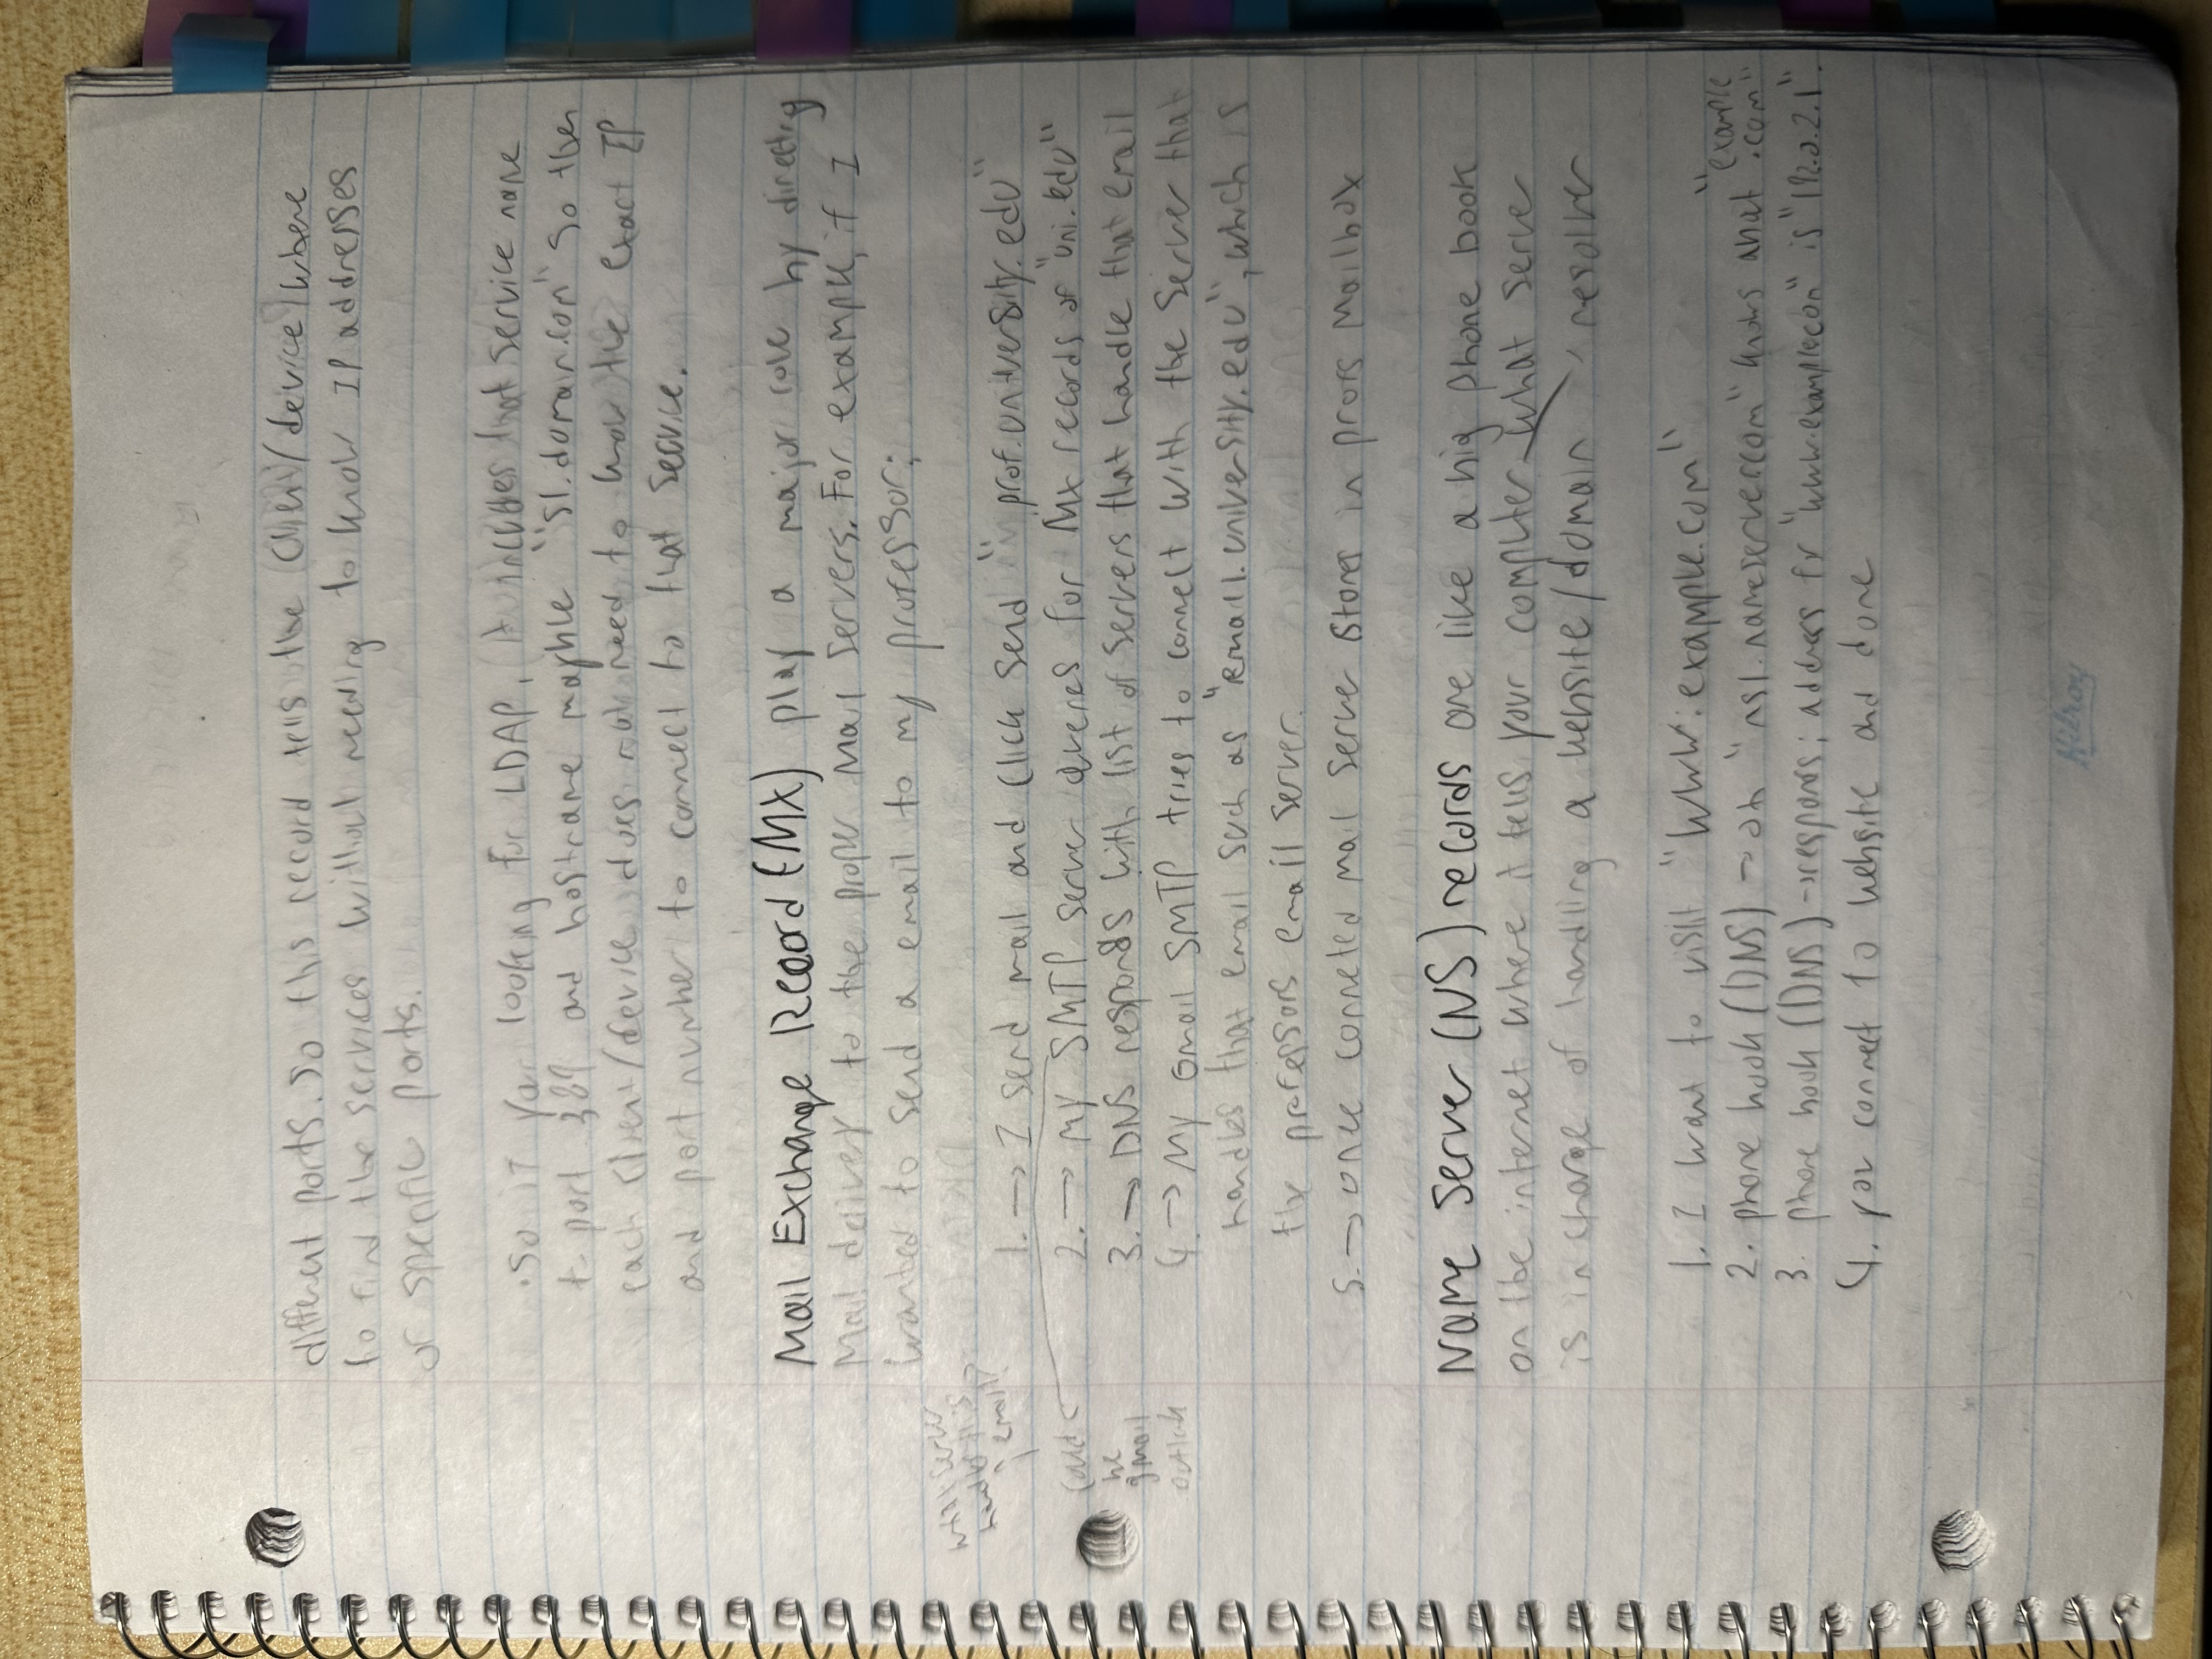 different ports. So this record tells the client/device where
to find the services without needing to know IP addresses
or specific ports.
· So if your looking for LDAP, it includes that service name
+ port 389 and hostname maybe "s1.domain.com" so then
each client/device does not need to know the exact IP
and port number to connect to that service.
Mail Exchange Record (MX) play a major role by directing
Mail delivery to the proper mail servers. For example, if I
wanted to send a email to my professor;
what server
handles this
email?
1. → I send mail and click send "prof.university.edu"
could
be
gmail
outlook
2. → My SMTP server queries for Mx records of "uni.edu"
3. → DNS responds with list of servers that handle that email
4. → My Gmail SMTP tries to connect with the server that
handles that email such as "email1.university.edu", which is
the professors email server.
5. → once conneted mail server stores in profs Mailbox
Name Server (NS) records are like a big phone book
on the internet where it tells your computer what server
is in charge of handling a website/domain resolver
1. I want to visit "www.example.com"
2. phone book (DNS) → oh "ns1.nameserver.com" knows ahat "example
.com"
3. phone book (DNS) → responds; address for "www.example.com" is "192.0.2.1".
4. you connect to website and done
Hilroy